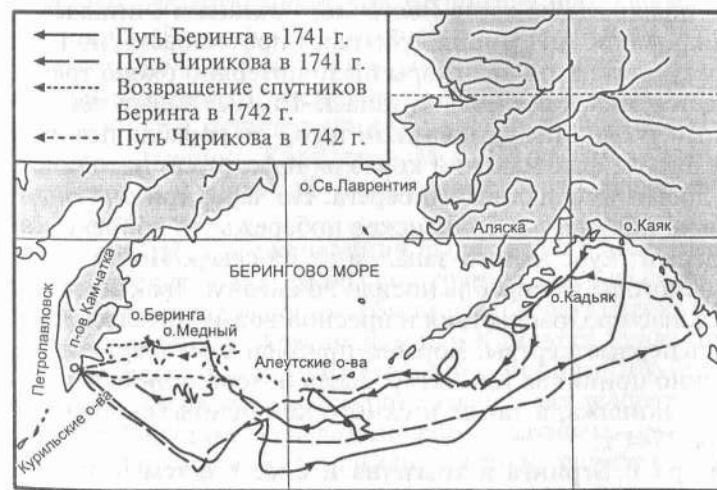 Путь Беринга в 1741 г.
Путь Чирикова в 1741 г.
Возвращение спутников
Беринга в 1742 г.
Путь Чирикова в 1742 г.
о.Св.Лаврентия
Аляска
о.Каяк
БЕРИНГОВО МОРЕ
о.Кадьяк
п-ов Камчатка
Петропавловск
о.Беринга
о.Медный
Алеутские о-ва
Курильские о-ва